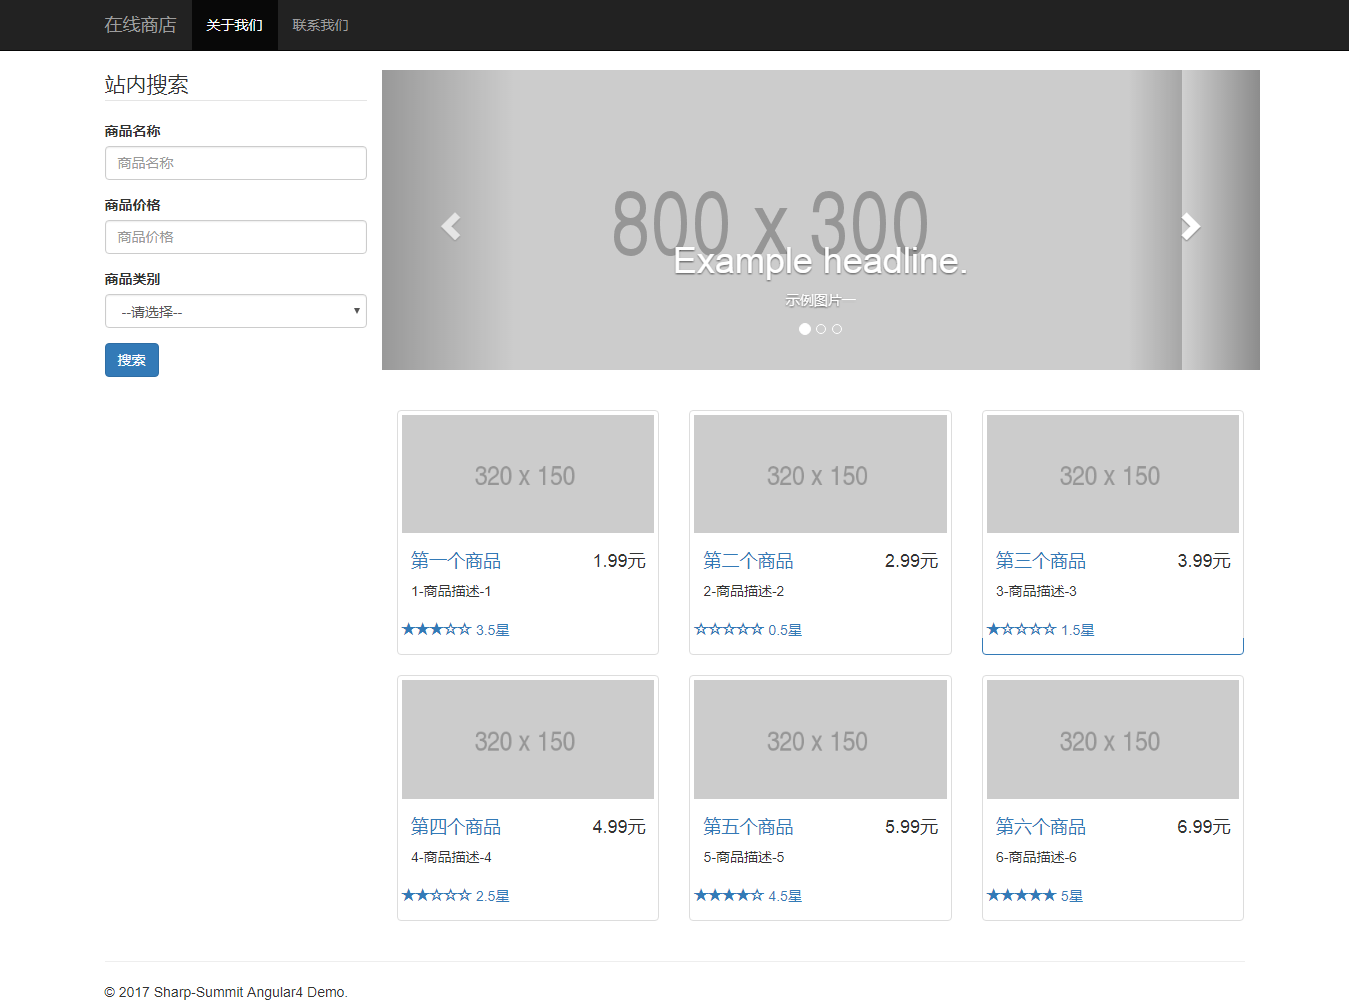 在线商店 关于我们 联系我们
站内搜索
商品名称
商品名称
商品价格
商品价格
商品类别
--请选择--
搜索
800 x 300
Example headline.
示例图片一
320 x 150 320 x 150 320 x 150
第一个商品 1.99元 第二个商品 2.99元 第三个商品 3.99元
1-商品描述-1 2-商品描述-2 3-商品描述-3
★★★☆☆ 3.5星 ☆☆☆☆☆ 0.5星 ★☆☆☆☆ 1.5星
320 x 150 320 x 150 320 x 150
第四个商品 4.99元 第五个商品 5.99元 第六个商品 6.99元
4-商品描述-4 5-商品描述-5 6-商品描述-6
★★☆☆☆ 2.5星 ★★★★☆ 4.5星 ★★★★★ 5星
© 2017 Sharp-Summit Angular4 Demo.